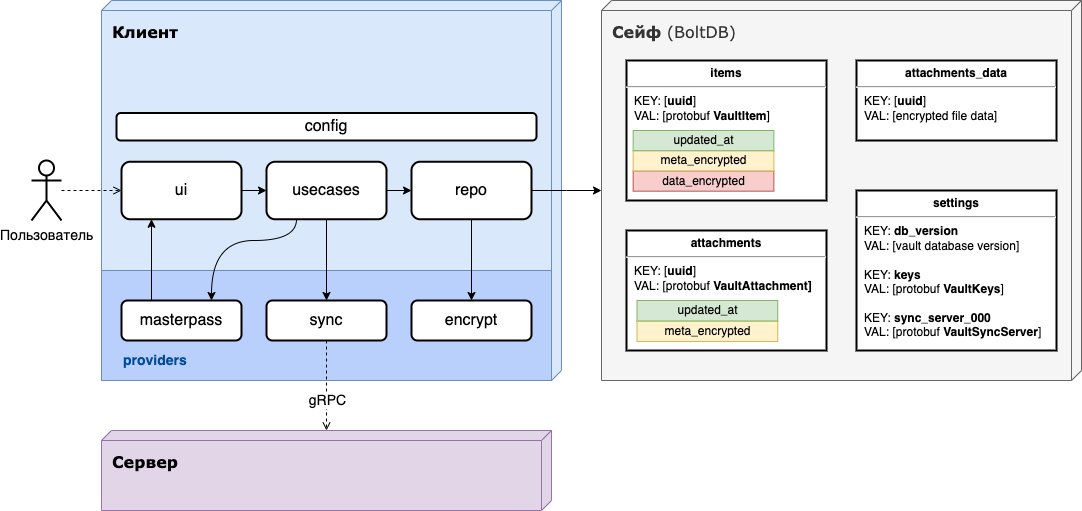 Клиент
config
ui
usecases
repo
Пользователь
masterpass
sync
encrypt
providers
gRPC
Сервер
Сейф (BoltDB)
items
KEY: [uuid]
VAL: [protobuf VaultItem]
updated_at
meta_encrypted
data_encrypted
attachments_data
KEY: [uuid]
VAL: [encrypted file data]
attachments
KEY: [uuid]
VAL: [protobuf VaultAttachment]
updated_at
meta_encrypted
settings
KEY: db_version
VAL: [vault database version]
KEY: keys
VAL: [protobuf VaultKeys]
KEY: sync_server_000
VAL: [protobuf VaultSyncServer]